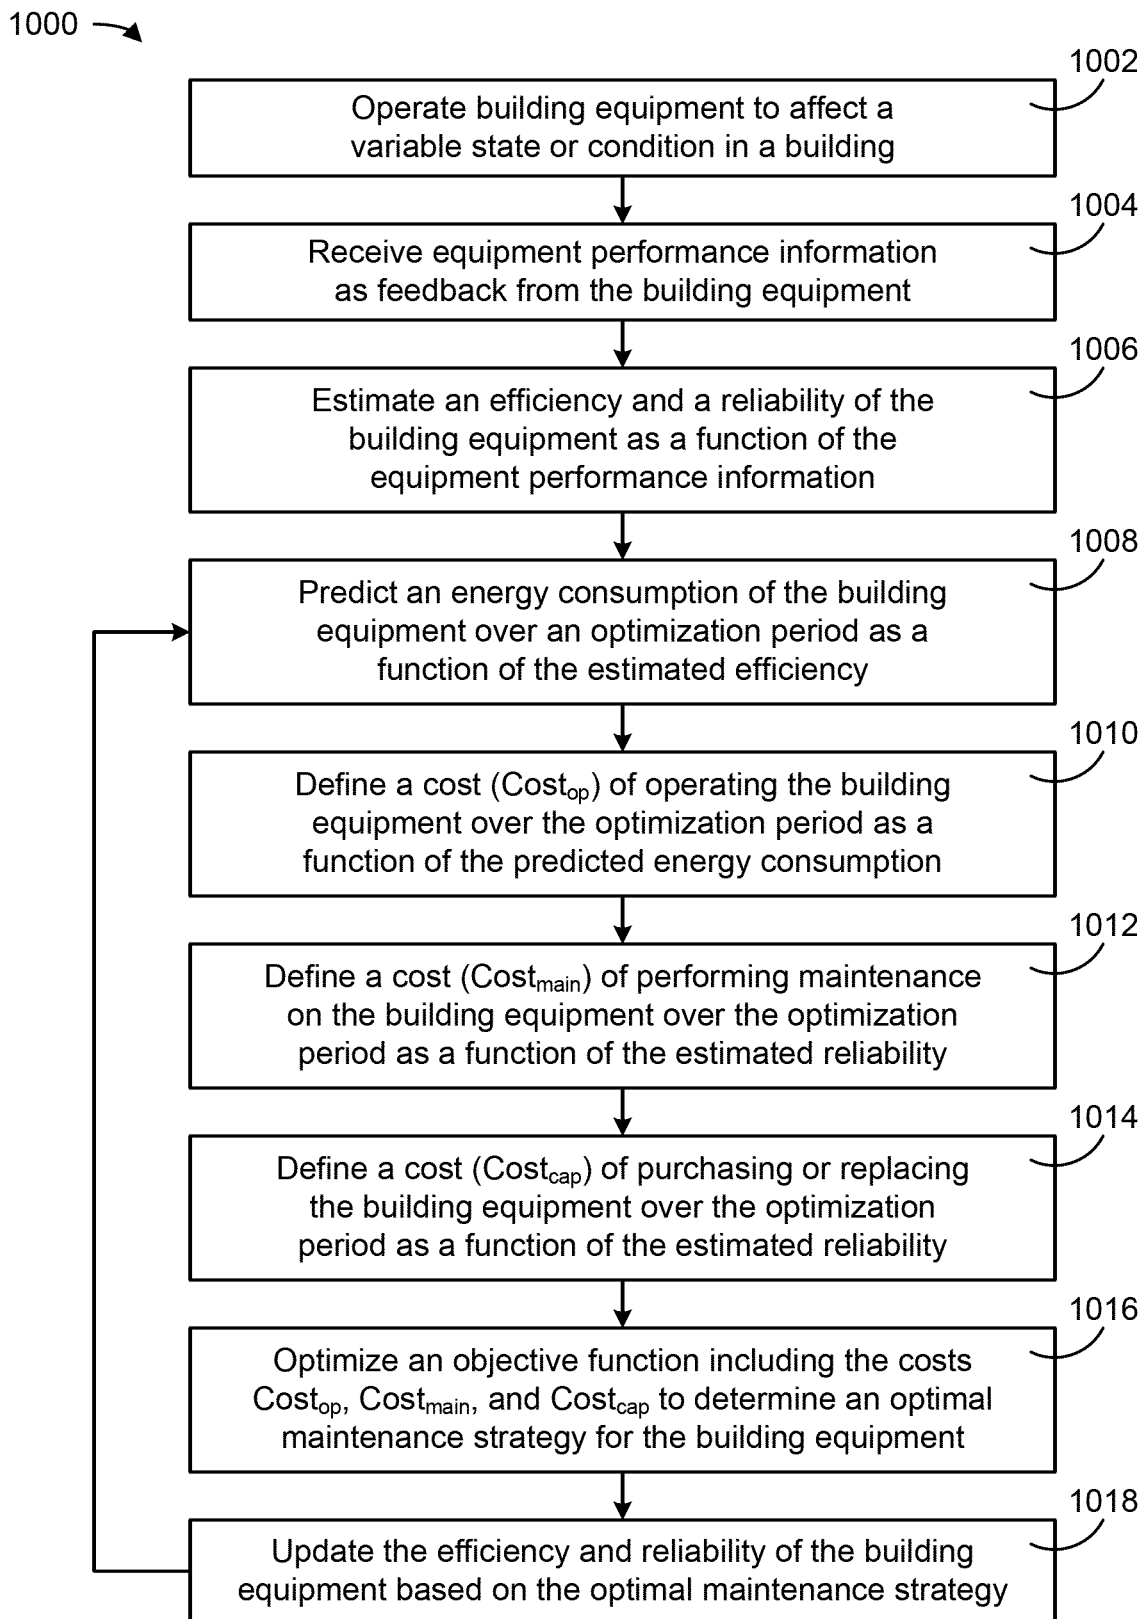 1000
1002
Operate building equipment to affect a
variable state or condition in a building
1004
Receive equipment performance information
as feedback from the building equipment
1006
Estimate an efficiency and a reliability of the
building equipment as a function of the
equipment performance information
1008
Predict an energy consumption of the building
equipment over an optimization period as a
function of the estimated efficiency
1010
Define a cost (Costop) of operating the building
equipment over the optimization period as a
function of the predicted energy consumption
1012
Define a cost (Costmain) of performing maintenance
on the building equipment over the optimization
period as a function of the estimated reliability
1014
Define a cost (Costcap) of purchasing or replacing
the building equipment over the optimization
period as a function of the estimated reliability
1016
Optimize an objective function including the costs
Costop, Costmain, and Costcap to determine an optimal
maintenance strategy for the building equipment
1018
Update the efficiency and reliability of the building
equipment based on the optimal maintenance strategy